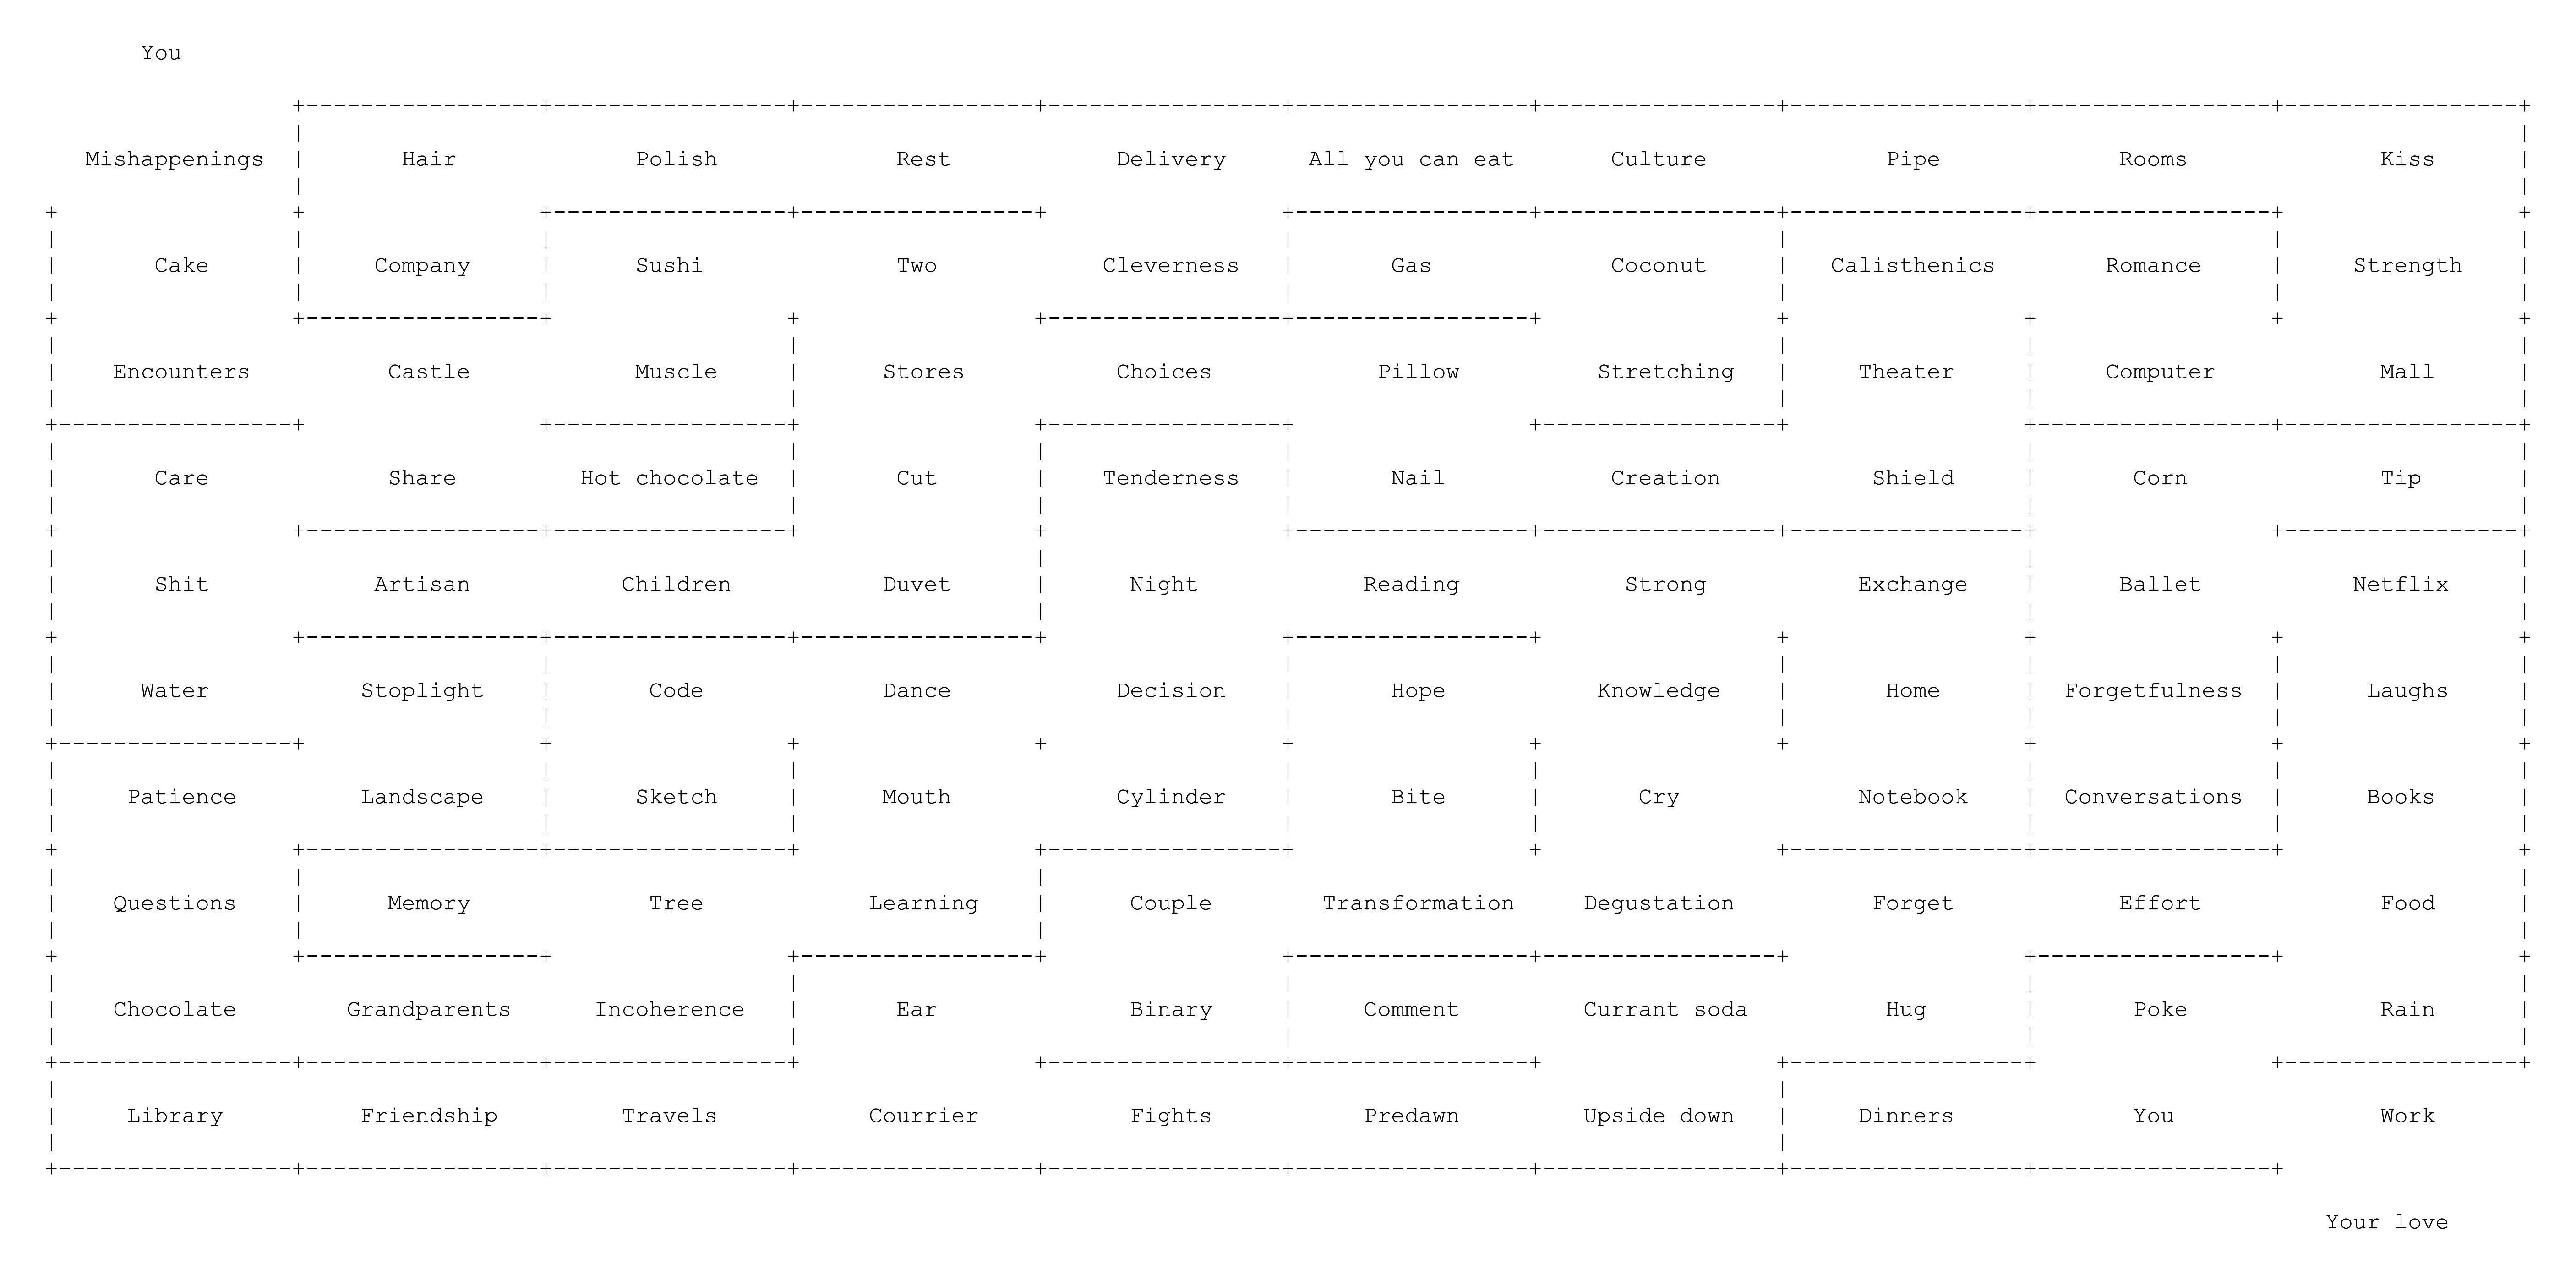 You
Mishappenings Hair Polish Rest Delivery All you can eat Culture Pipe Rooms Kiss
Cake Company Sushi Two Cleverness Gas Coconut Calisthenics Romance Strength
Encounters Castle Muscle Stores Choices Pillow Stretching Theater Computer Mall
Care Share Hot chocolate Cut Tenderness Nail Creation Shield Corn Tip
Shit Artisan Children Duvet Night Reading Strong Exchange Ballet Netflix
Water Stoplight Code Dance Decision Hope Knowledge Home Forgetfulness Laughs
Patience Landscape Sketch Mouth Cylinder Bite Cry Notebook Conversations Books
Questions Memory Tree Learning Couple Transformation Degustation Forget Effort Food
Chocolate Grandparents Incoherence Ear Binary Comment Currant soda Hug Poke Rain
Library Friendship Travels Courrier Fights Predawn Upside down Dinners You Work
Your love